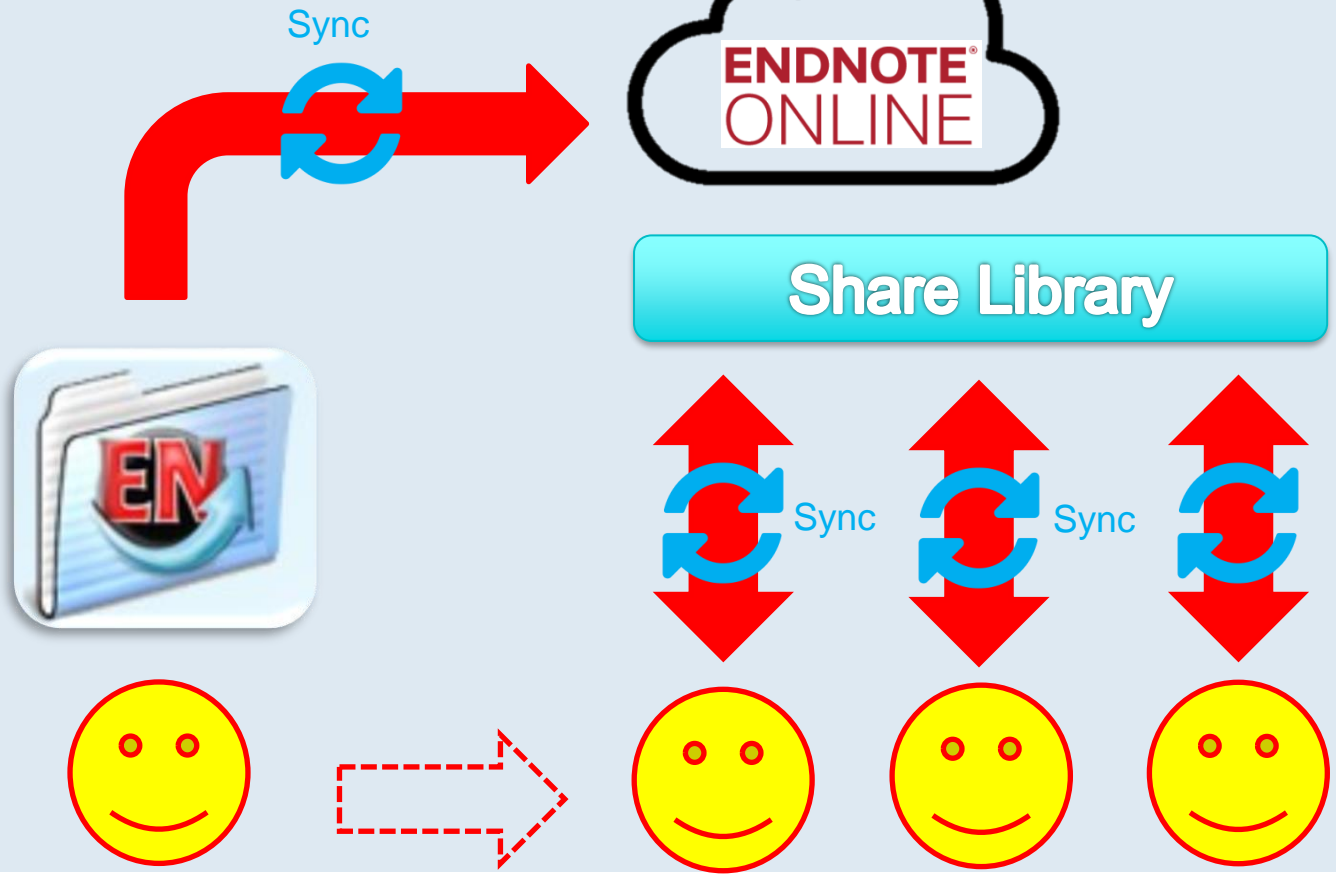 Sync
ENDNOTE®
ONLINE
Share Library
EN
Sync
Sync